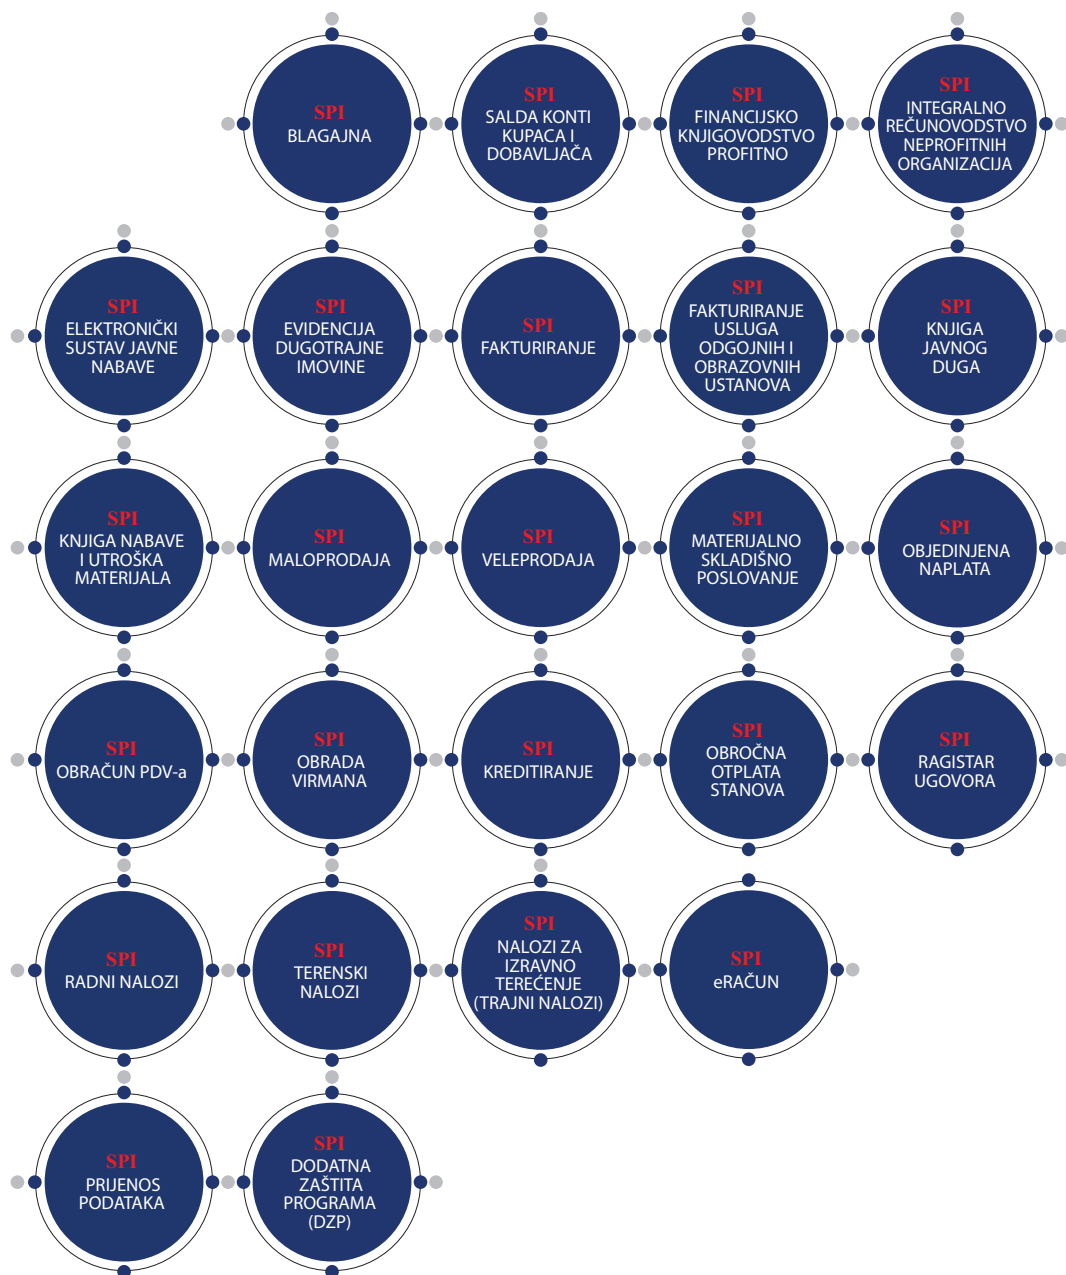 SPI
BLAGAJNA
SPI
SALDA KONTI
KUPACA I
DOBAVLJAČA
SPI
FINANCIJSKO
KNJIGOVODSTVO
PROFITNO
SPI
INTEGRALNO
REČUNOVODSTVO
NEPROFITNIH
ORGANIZACIJA
SPI
ELEKTRONIČKI
SUSTAV JAVNE
NABAVE
SPI
EVIDENCIJA
DUGOTRAJNE
IMOVINE
SPI
FAKTURIRANJE
SPI
FAKTURIRANJE
USLUGA
ODGOJNIH I
OBRAZOVNIH
USTANOVA
SPI
KNJIGA
JAVNOG
DUGA
SPI
KNJIGA NABAVE
I UTROŠKA
MATERIJALA
SPI
MALOPRODAJA
SPI
VELEPRODAJA
SPI
MATERIJALNO
SKLADIŠNO
POSLOVANJE
SPI
OBJEDINJENA
NAPLATA
SPI
OBRAČUN PDV-a
SPI
OBRADA
VIRMANA
SPI
KREDITIRANJE
SPI
OBROČNA
OTPLATA
STANOVA
SPI
RAGISTAR
UGOVORA
SPI
RADNI NALOZI
SPI
TERENSKI
NALOZI
SPI
NALOZI ZA
IZRAVNO
TEREĆENJE
(TRAJNI NALOZI)
SPI
eRAČUN
SPI
PRIJENOS
PODATAKA
SPI
DODATNA
ZAŠTITA
PROGRAMA
(DZP)